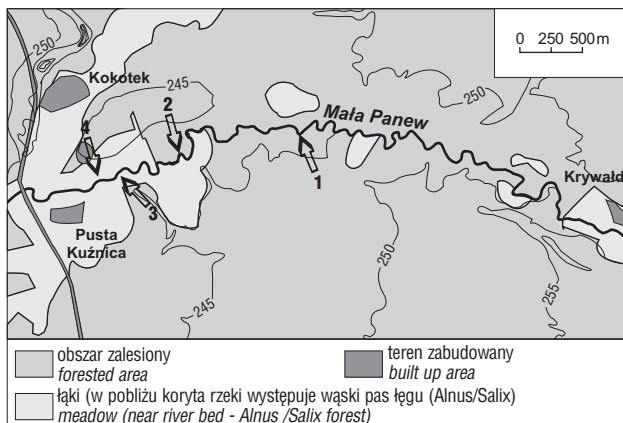 250
Kokotek
245
0 250 500m
2
4
Mała Panew
250
1
Krywałd
3
Pusta
Kuźnica
250
245
255
obszar zalesiony
forested area
teren zabudowany
built up area
łąki (w pobliżu koryta rzeki występuje wąski pas łęgu (Alnus/Salix)
meadow (near river bed - Alnus /Salix forest)